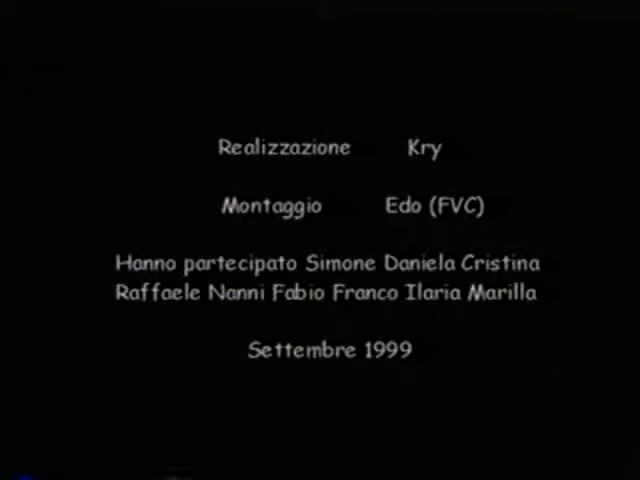 Realizzazione Kry
Montaggio Edo (FVC)
Hanno partecipato Simone Daniela Cristina
Raffaele Nanni Fabio Franco Ilaria Marilla
Settembre 1999